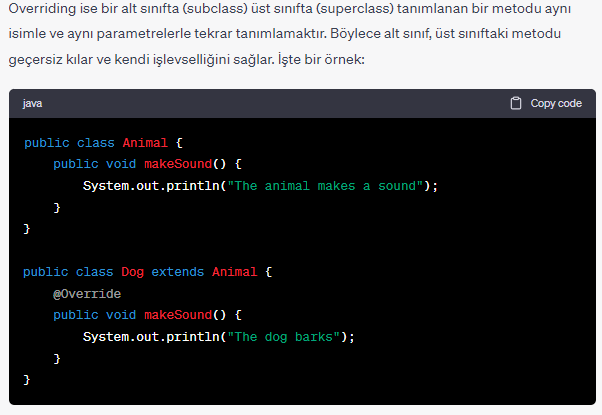 Overriding ise bir alt sınıfta (subclass) üst sınıfta (superclass) tanımlanan bir metodu aynı
isimle ve aynı parametrelerle tekrar tanımlamaktır. Böylece alt sınıf, üst sınıftaki metodu
geçersiz kılar ve kendi işlevselliğini sağlar. İşte bir örnek:
java Copy code
public class Animal {
    public void makeSound() {
        System.out.println("The animal makes a sound");
    }
}

public class Dog extends Animal {
    @Override
    public void makeSound() {
        System.out.println("The dog barks");
    }
}